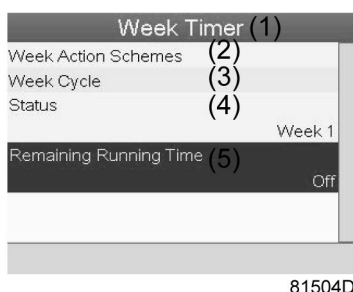 Week Timer (1)
Week Action Schemes (2)
Week Cycle (3)
Status (4)
Week 1
Remaining Running Time (5)
Off
81504D